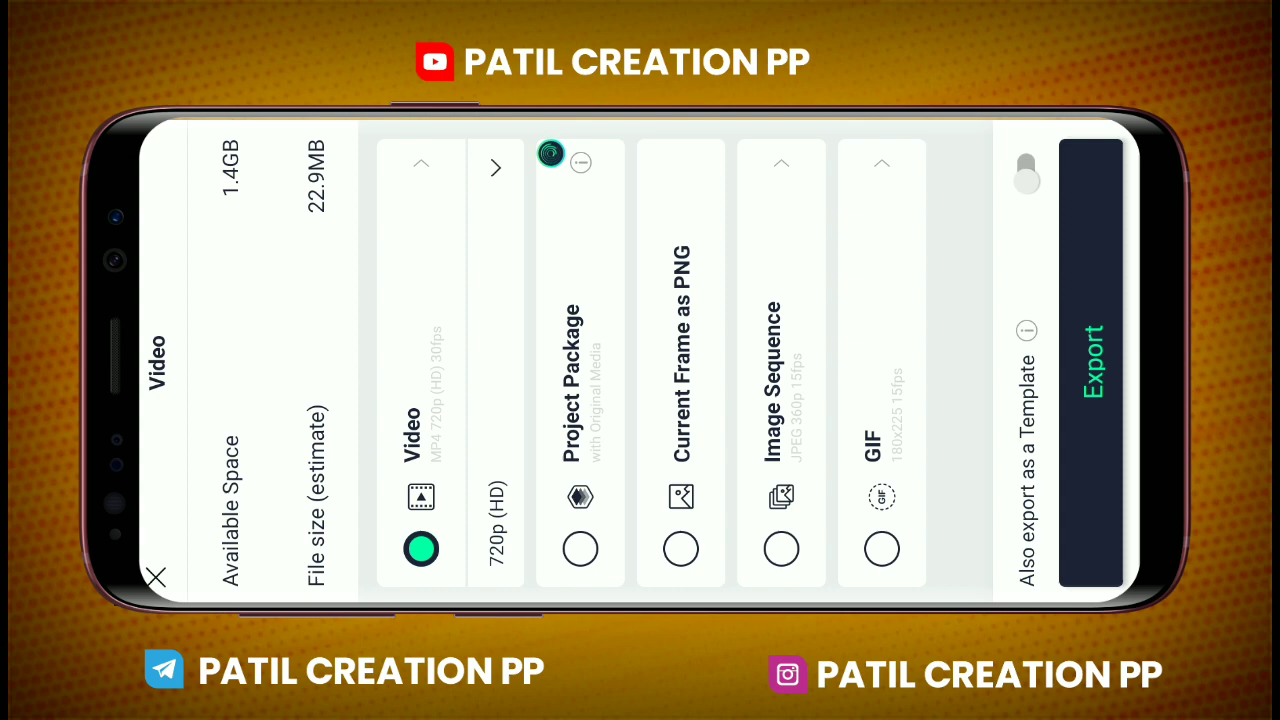 PATIL CREATION PP
Video
Available Space 1.4GB
File size (estimate) 22.9MB
Video
MP4 720p (HD) 30fps
720p (HD)
Project Package
with Original Media
Current Frame as PNG
Image Sequence
JPEG 360p 15fps
GIF
GIF
180x225 15fps
Also export as a Template
Export
PATIL CREATION PP
PATIL CREATION PP